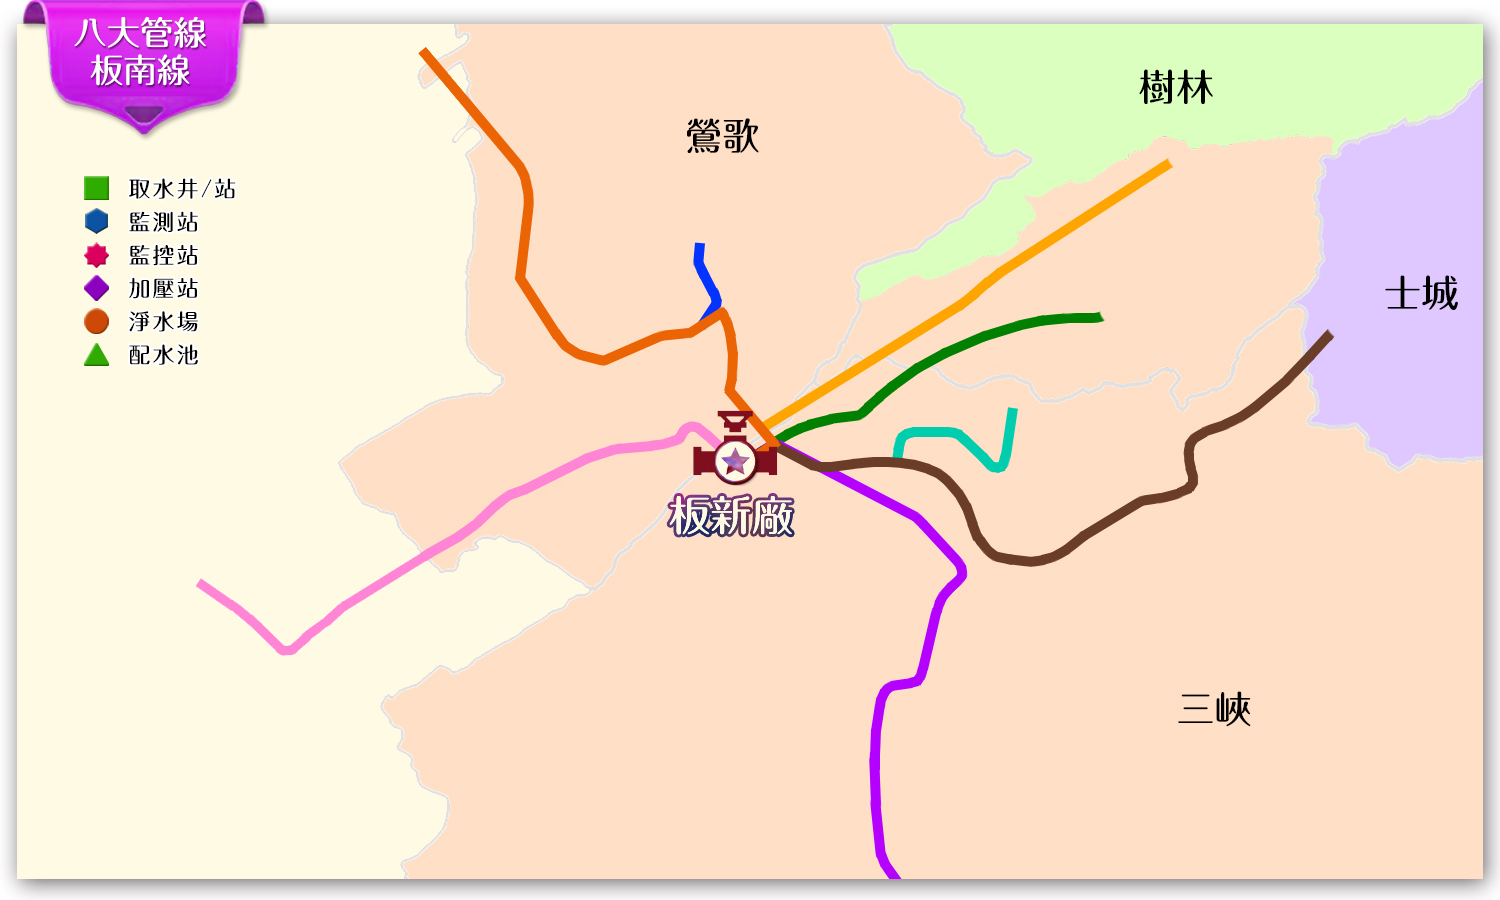 八大管線
板南線
取水井/站
監測站
監控站
加壓站
淨水場
配水池
鶯歌
樹林
土城
板新廠
三峽